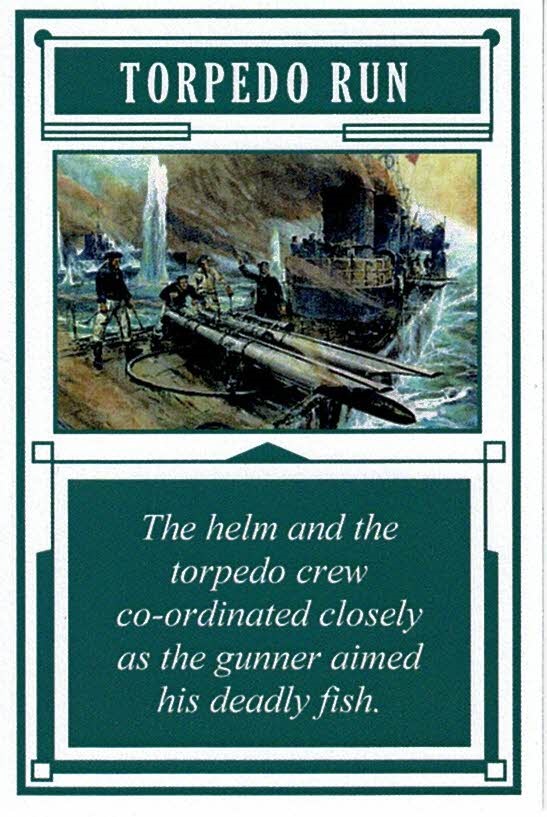 TORPEDO RUN
The helm and the
torpedo crew
co-ordinated closely
as the gunner aimed
his deadly fish.